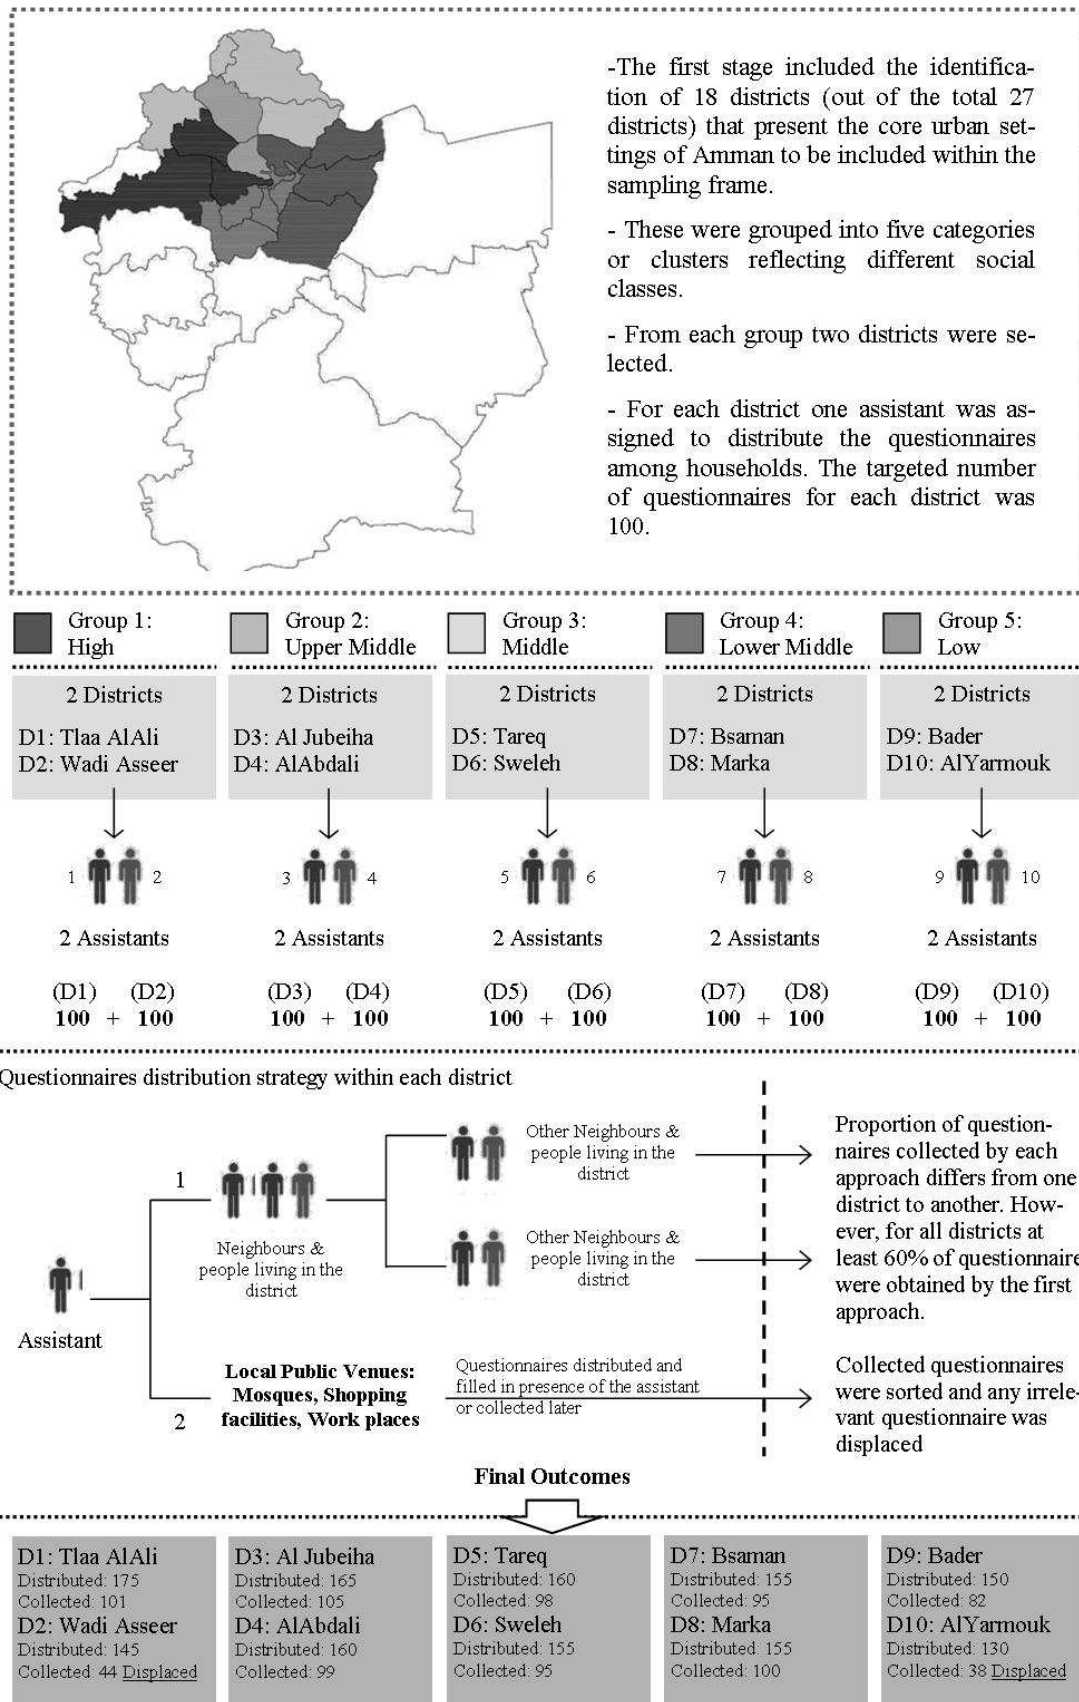 -The first stage included the identifica-
tion of 18 districts (out of the total 27
districts) that present the core urban set-
tings of Amman to be included within the
sampling frame.
- These were grouped into five categories
or clusters reflecting different social
classes.
- From each group two districts were se-
lected.
- For each district one assistant was as-
signed to distribute the questionnaires
among households. The targeted number
of questionnaires for each district was
100.
Group 1:
High
Group 2:
Upper Middle
Group 3:
Middle
Group 4:
Lower Middle
Group 5:
Low
2 Districts
D1: Tlaa AlAli
D2: Wadi Asseer
2 Districts
D3: Al Jubeiha
D4: AlAbdali
2 Districts
D5: Tareq
D6: Sweleh
2 Districts
D7: Bsaman
D8: Marka
2 Districts
D9: Bader
D10: AlYarmouk
1 2
3 4
5 6
7 8
9 10
2 Assistants
2 Assistants
2 Assistants
2 Assistants
2 Assistants
(D1) (D2)
100 + 100
(D3) (D4)
100 + 100
(D5) (D6)
100 + 100
(D7) (D8)
100 + 100
(D9) (D10)
100 + 100
Questionnaires distribution strategy within each district
Assistant
1
Neighbours &
people living in the
district
Other Neighbours &
people living in the
district
Other Neighbours &
people living in the
district
Proportion of question-
naires collected by each
approach differs from one
district to another. How-
ever, for all districts at
least 60% of questionnaire
were obtained by the first
approach.
2
Local Public Venues:
Mosques, Shopping
facilities, Work places
Questionnaires distributed and
filled in presence of the assistant
or collected later
Collected questionnaires
were sorted and any irrele-
vant questionnaire was
displaced
Final Outcomes
D1: Tlaa AlAli
Distributed: 175
Collected: 101
D2: Wadi Asseer
Distributed: 145
Collected: 44 Displaced
D3: Al Jubeiha
Distributed: 165
Collected: 105
D4: AlAbdali
Distributed: 160
Collected: 99
D5: Tareq
Distributed: 160
Collected: 98
D6: Sweleh
Distributed: 155
Collected: 95
D7: Bsaman
Distributed: 155
Collected: 95
D8: Marka
Distributed: 155
Collected: 100
D9: Bader
Distributed: 150
Collected: 82
D10: AlYarmouk
Distributed: 130
Collected: 38 Displaced